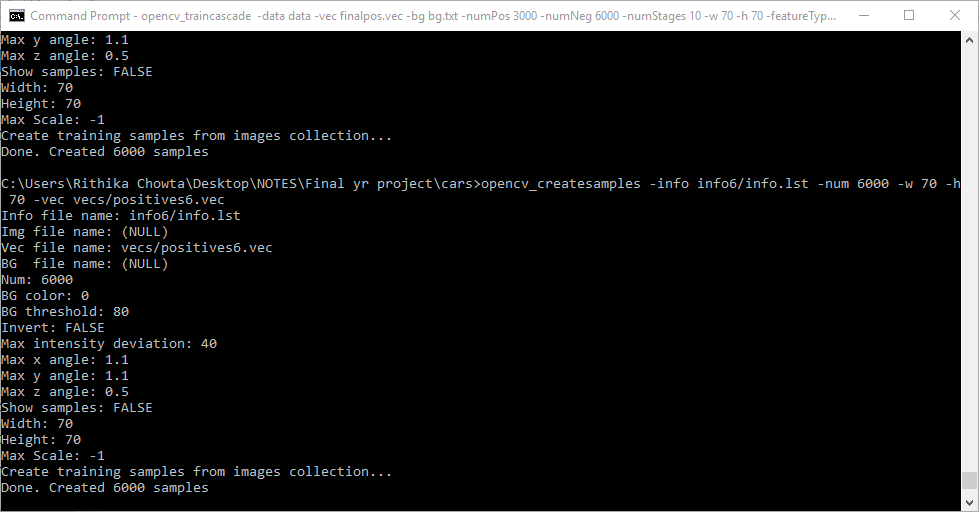 Command Prompt - opencv_traincascade -data data -vec finalpos.vec -bg bg.txt -numPos 3000 -numNeg 6000 -numStages 10 -w 70 -h 70 -featureTyp...
Max y angle: 1.1
Max z angle: 0.5
Show samples: FALSE
Width: 70
Height: 70
Max Scale: -1
Create training samples from images collection...
Done. Created 6000 samples
C:\Users\Rithika Chowta\Desktop\NOTES\Final yr project\cars>opencv_createsamples -info info6/info.lst -num 6000 -w 70 -h
70 -vec vecs/positives6.vec
Info file name: info6/info.lst
Img file name: (NULL)
Vec file name: vecs/positives6.vec
BG  file name: (NULL)
Num: 6000
BG color: 0
BG threshold: 80
Invert: FALSE
Max intensity deviation: 40
Max x angle: 1.1
Max y angle: 1.1
Max z angle: 0.5
Show samples: FALSE
Width: 70
Height: 70
Max Scale: -1
Create training samples from images collection...
Done. Created 6000 samples